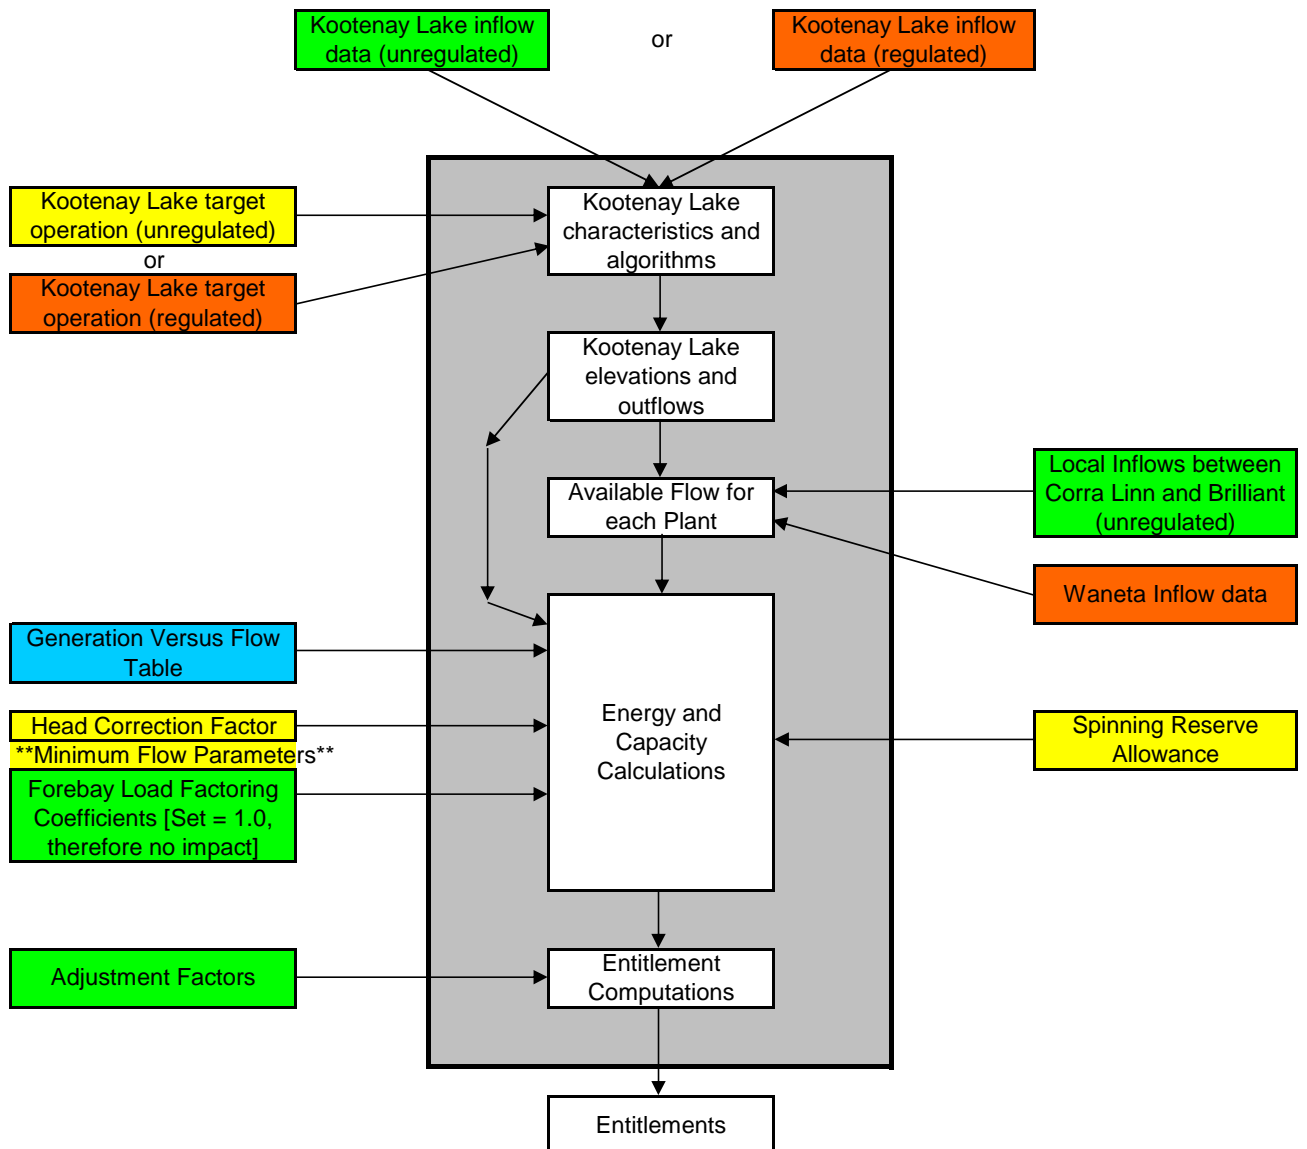 Kootenay Lake inflow
data (unregulated)
or
Kootenay Lake inflow
data (regulated)
Kootenay Lake target
operation (unregulated)
or
Kootenay Lake target
operation (regulated)
Kootenay Lake
characteristics and
algorithms
Kootenay Lake
elevations and
outflows
Available Flow for
each Plant
Local Inflows between
Corra Linn and Brilliant
(unregulated)
Waneta Inflow data
Generation Versus Flow
Table
Head Correction Factor
**Minimum Flow Parameters**
Forebay Load Factoring
Coefficients [Set = 1.0,
therefore no impact]
Energy and
Capacity
Calculations
Spinning Reserve
Allowance
Adjustment Factors
Entitlement
Computations
Entitlements